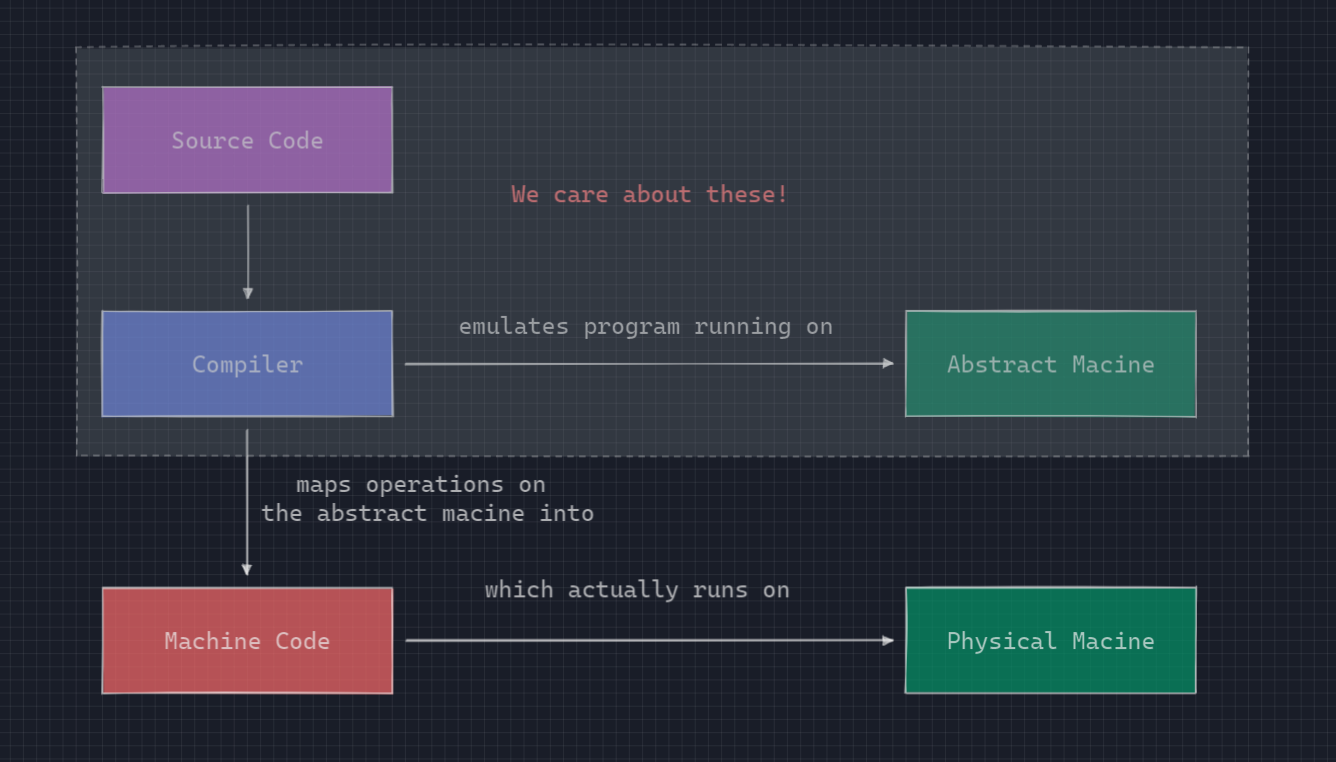 Source Code
We care about these!
emulates program running on
Compiler
Abstract Macine
maps operations on
the abstract macine into
which actually runs on
Machine Code
Physical Macine